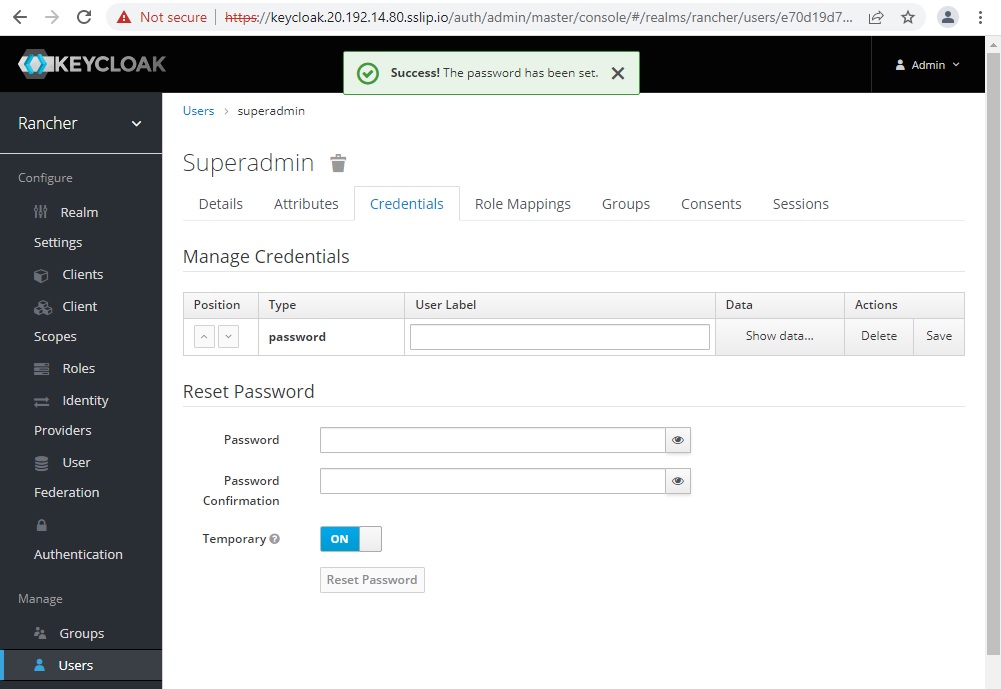 Not secure | https://keycloak.20.192.14.80.sslip.io/auth/admin/master/console/#/realms/rancher/users/e70d19d7...
KEYCLOAK
Success! The password has been set.
Admin
Rancher
Configure
Realm
Settings
Clients
Client
Scopes
Roles
Identity
Providers
User
Federation
Authentication
Manage
Groups
Users
Users > superadmin
Superadmin
Details Attributes Credentials Role Mappings Groups Consents Sessions
Manage Credentials
Position Type User Label Data Actions
password Show data... Delete Save
Reset Password
Password
Password
Confirmation
Temporary ON
Reset Password